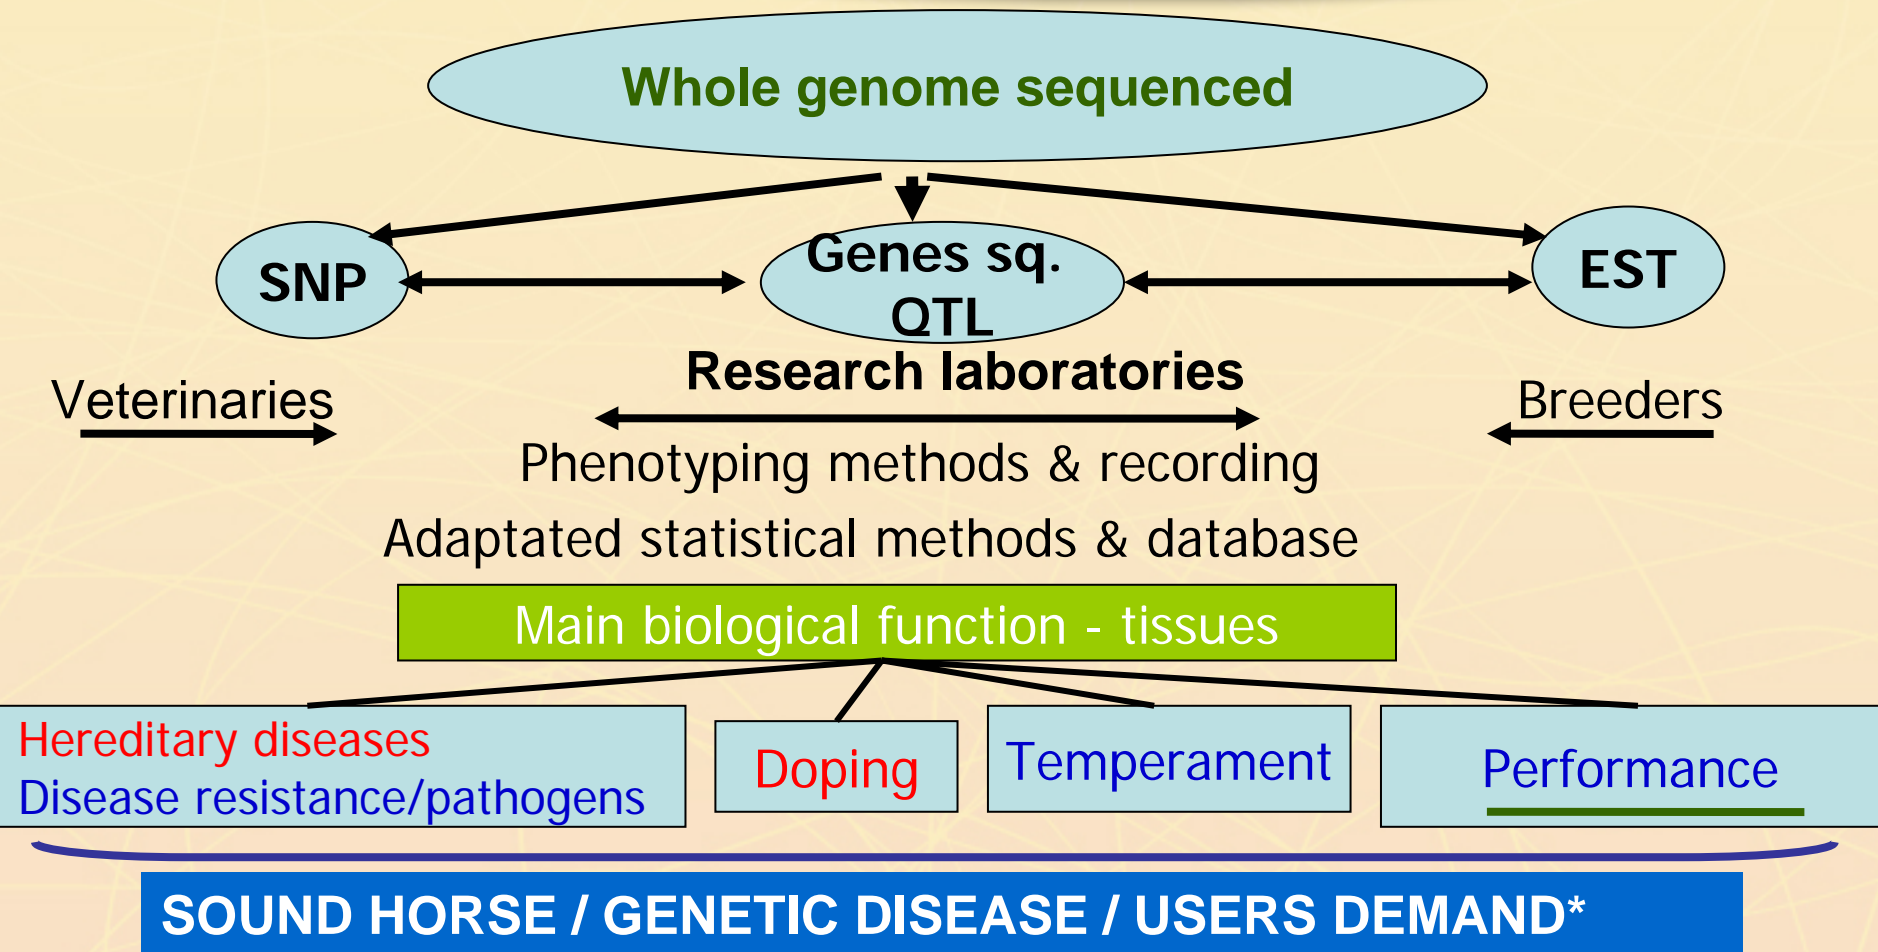 Whole genome sequenced
SNP
Genes sq.
QTL
EST
Research laboratories
Veterinaries
Breeders
Phenotyping methods & recording
Adaptated statistical methods & database
Main biological function - tissues
Hereditary diseases
Disease resistance/pathogens
Doping
Temperament
Performance
SOUND HORSE / GENETIC DISEASE / USERS DEMAND*